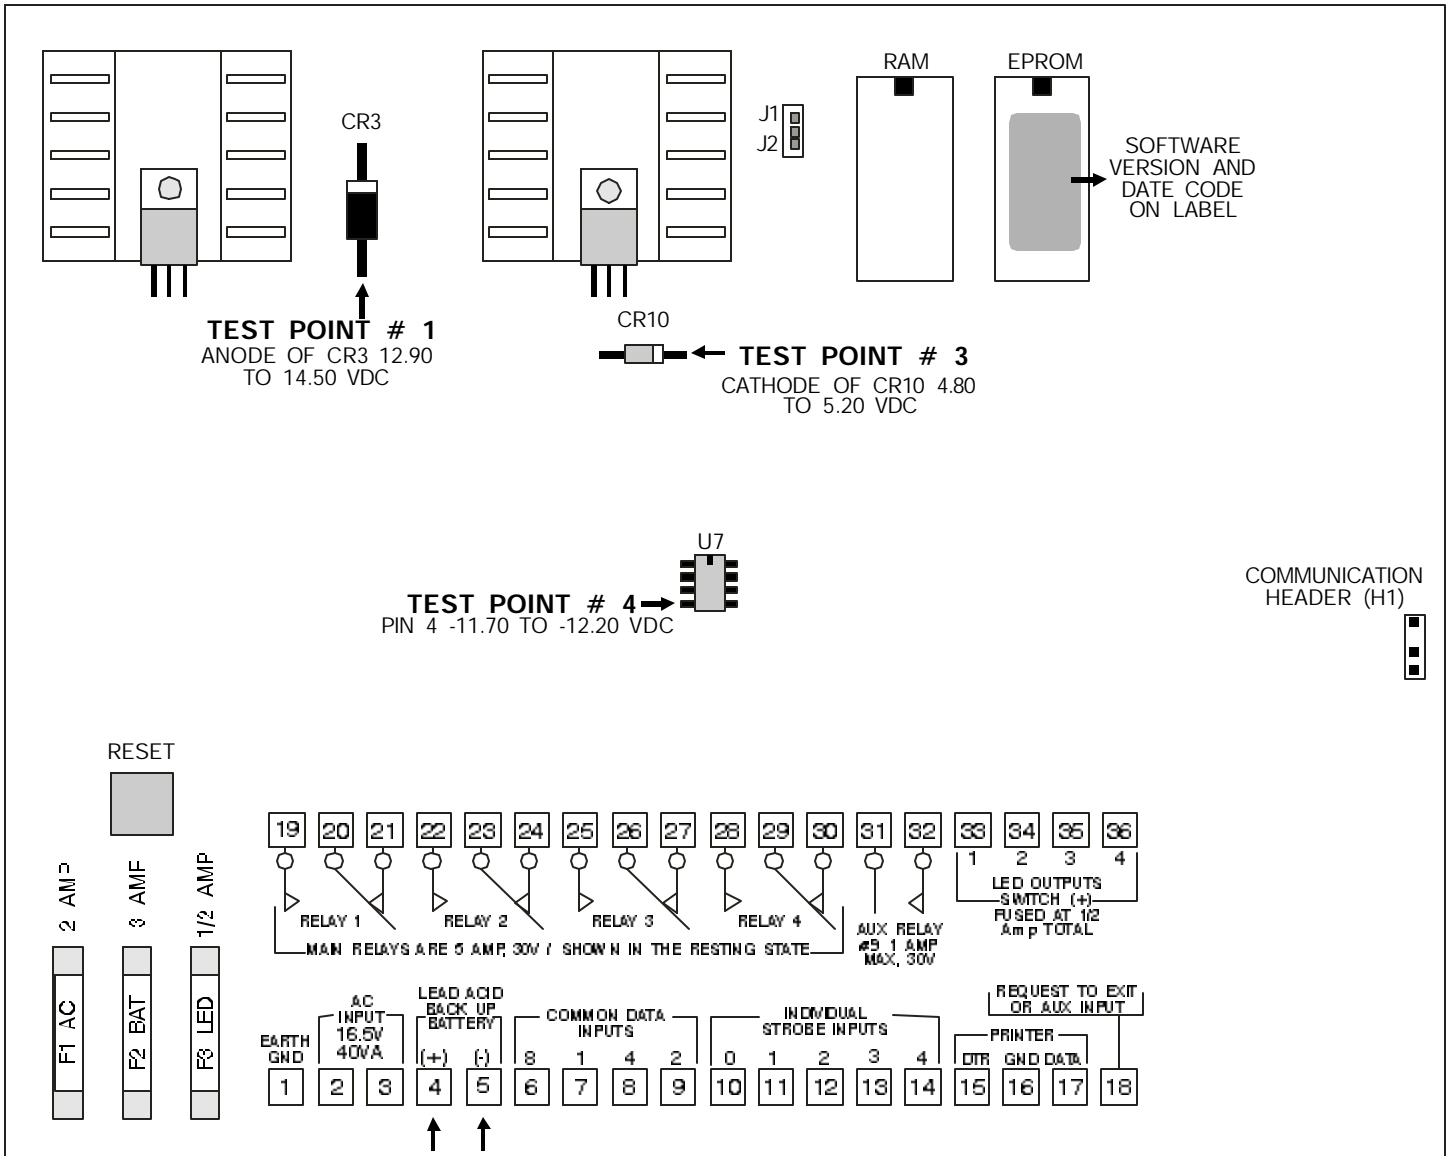 RAM
EPROM
CR3
J1
J2
SOFTWARE
VERSION AND
DATE CODE
ON LABEL
TEST POINT # 1
ANODE OF CR3 12.90
TO 14.50 VDC
CR10
TEST POINT # 3
CATHODE OF CR10 4.80
TO 5.20 VDC
U7
TEST POINT # 4
PIN 4 -11.70 TO -12.20 VDC
COMMUNICATION
HEADER (H1)
RESET
2 AMP
3 AMP
1/2 AMP
F1 AC
F2 BAT
F3 LED
19 20 21 22 23 24 25 26 27 28 29 30 31 32 33 34 35 36
1 2 3 4
LED OUTPUTS
SWITCH (+)
FUSED AT 1/2
Amp TOTAL
RELAY 1
RELAY 2
RELAY 3
RELAY 4
AUX RELAY
#9 1 AMP
MAX, 30V
MAIN RELAYS ARE 5 AMP, 30V / SHOWN IN THE RESTING STATE
EARTH
GND
AC
INPUT
16.5V
40VA
LEAD ACID
BACK UP
BATTERY
(+) (-)
COMMON DATA
INPUTS
8 1 4 2
INDIVIDUAL
STROBE INPUTS
0 1 2 3 4
REQUEST TO EXIT
OR AUX INPUT
PRINTER
DTR GND DATA
1 2 3 4 5 6 7 8 9 10 11 12 13 14 15 16 17 18